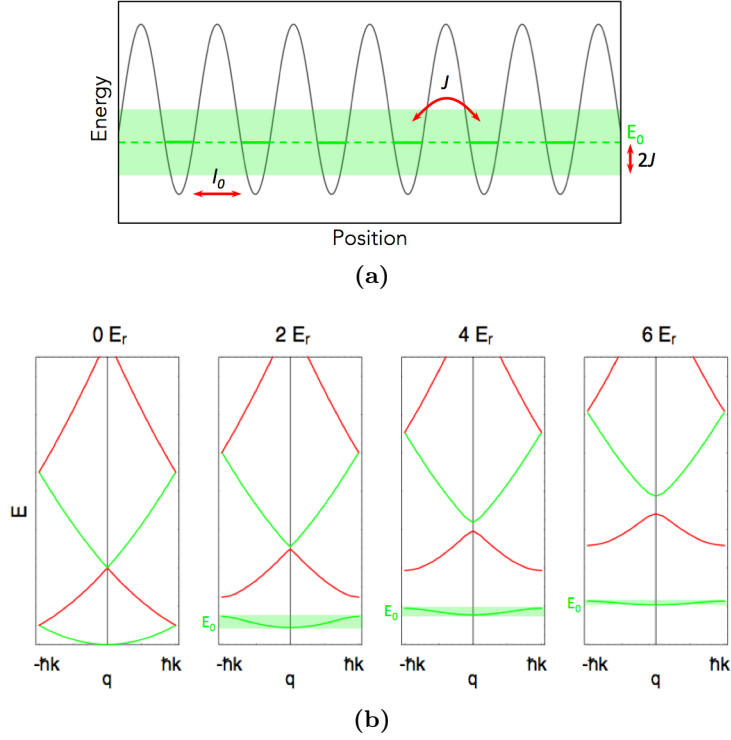 Energy
J
E₀
2J
l₀
Position
(a)
0 Eᵣ
2 Eᵣ
4 Eᵣ
6 Eᵣ
E
E₀
E₀
E₀
-ħk
ħk
-ħk
ħk
-ħk
ħk
-ħk
ħk
q
q
q
q
(b)